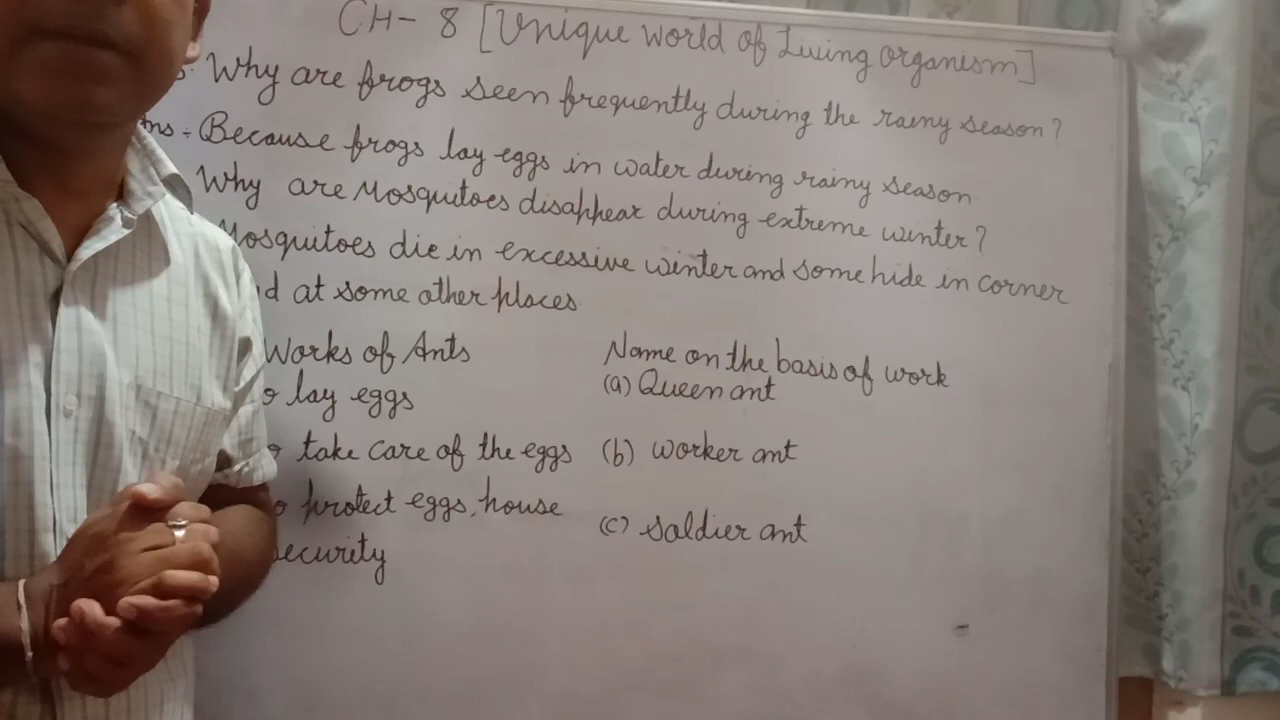 CH- 8 [Unique world of Living Organism]
Why are frogs seen frequently during the rainy season?
Ans :- Because frogs lay eggs in water during rainy season
Why are Mosquitoes disappear during extreme winter?
Mosquitoes die in excessive winter and some hide in corner
at some other places
Works of Ants Name on the basis of work
lay eggs (a) Queen ant
take care of the eggs (b) worker ant
protect eggs, house (c) Soldier ant
security